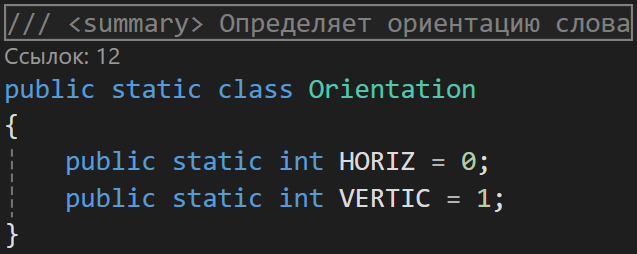 /// <summary> Определяет ориентацию слова
Ссылок: 12
public static class Orientation
{
public static int HORIZ = 0;
public static int VERTIC = 1;
}